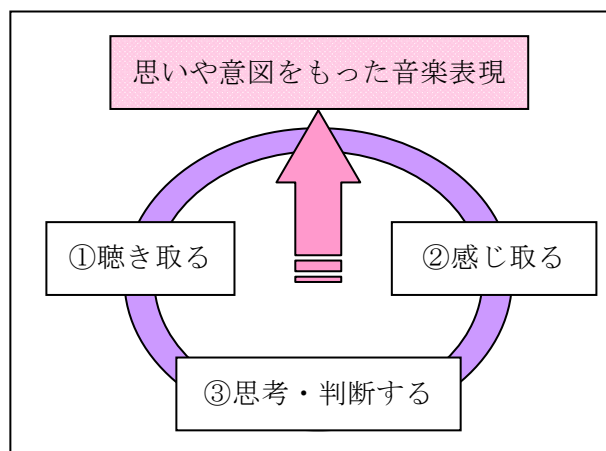 思いや意図をもった音楽表現
①聴き取る
②感じ取る
③思考・判断する